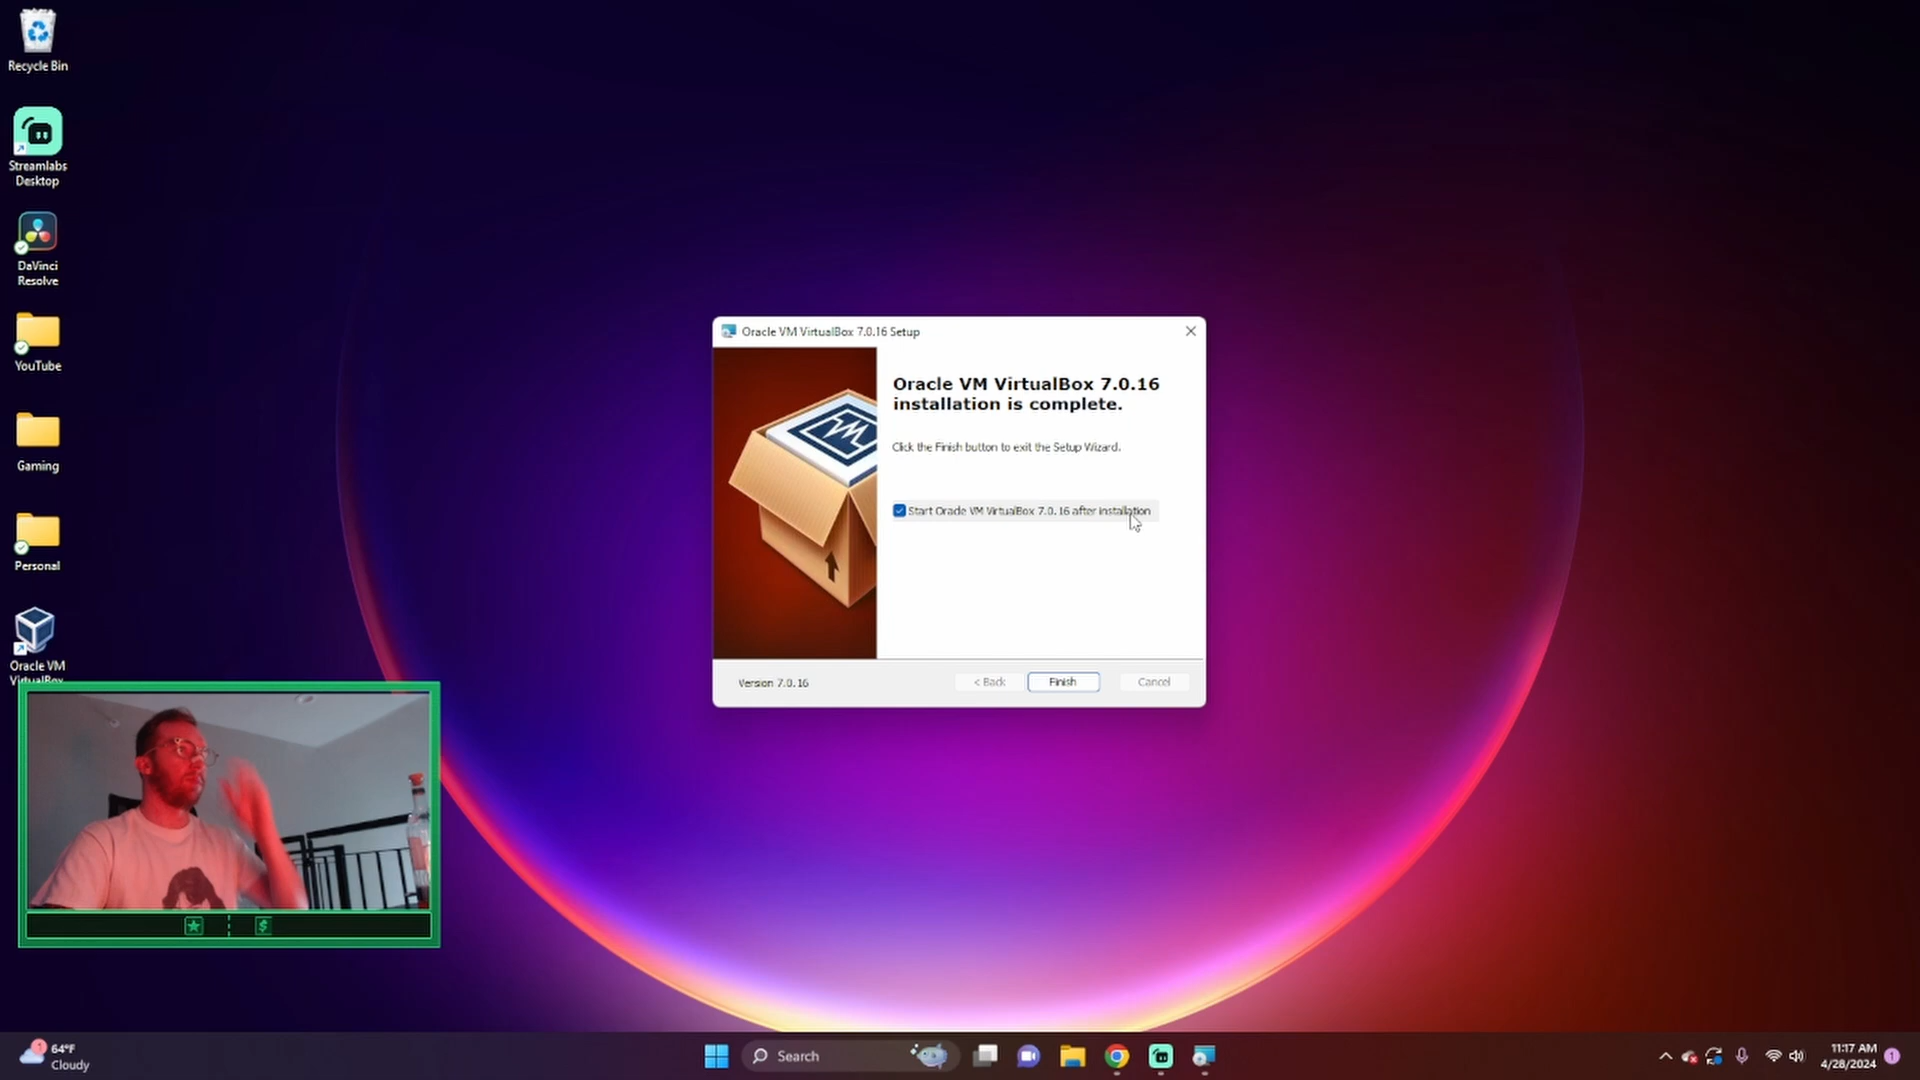 Recycle Bin
Streamlabs
Desktop
DaVinci
Resolve
YouTube
Gaming
Personal
Oracle VM
VirtualBox
Oracle VM VirtualBox 7.0.16 Setup
Oracle VM VirtualBox 7.0.16
installation is complete.
Click the Finish button to exit the Setup Wizard.
Start Oracle VM VirtualBox 7.0.16 after installation
Version 7.0.16
< Back
Finish
Cancel
64°F
Cloudy
Search
11:17 AM
4/28/2024